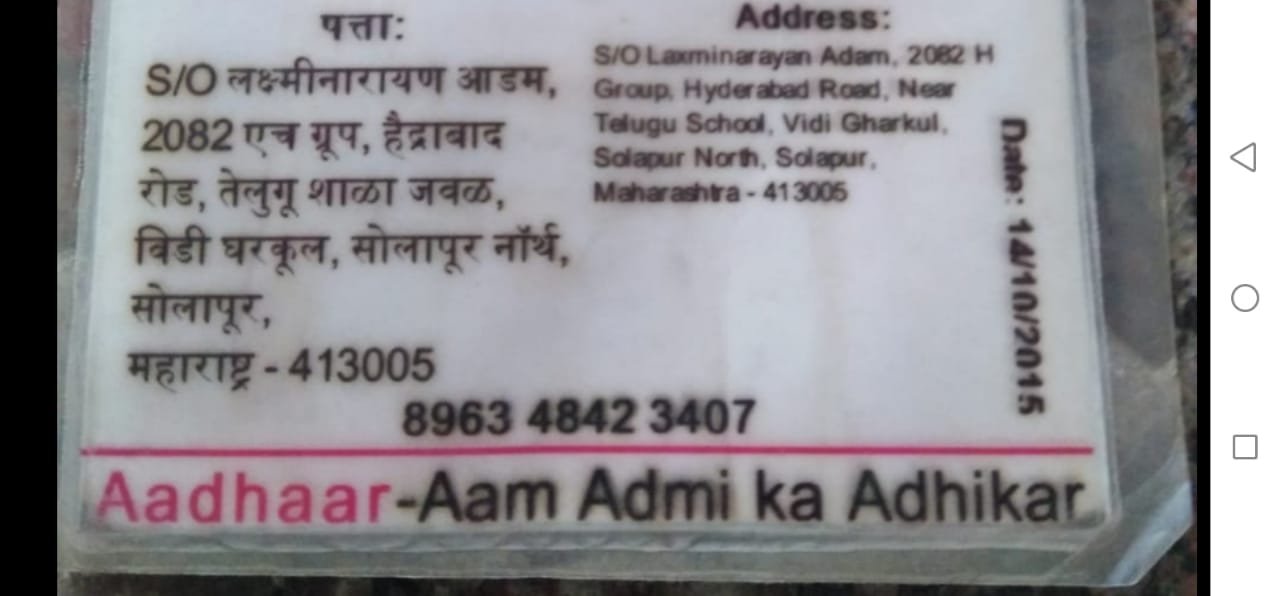 पत्ता:
S/O लक्ष्मीनारायण आडम,
2082 एच ग्रूप, हैद्राबाद
रोड, तेलुगू शाळा जवळ,
विडी घरकूल, सोलापूर नॉर्थ,
सोलापूर,
महाराष्ट्र - 413005
Address:
S/O Laxminarayan Adam, 2082 H
Group, Hyderabad Road, Near
Telugu School, Vidi Gharkul,
Solapur North, Solapur,
Maharashtra - 413005
Date: 14/10/2015
8963 4842 3407
Aadhaar-Aam Admi ka Adhikar